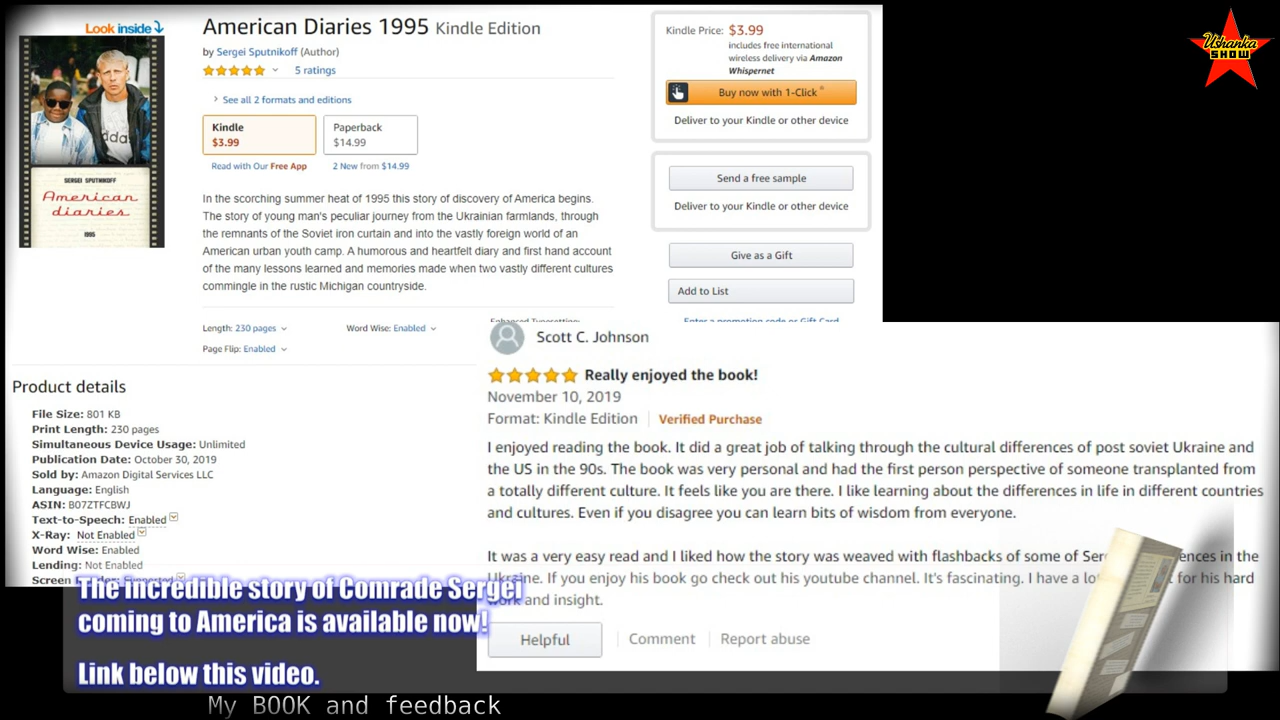 Look inside
American Diaries 1995 Kindle Edition
by Sergei Sputnikoff (Author)
5 ratings
See all 2 formats and editions
Kindle
$3.99
Paperback
$14.99
Read with Our Free App
2 New from $14.99
In the scorching summer heat of 1995 this story of discovery of America begins.
The story of young man's peculiar journey from the Ukrainian farmlands, through
the remnants of the Soviet iron curtain and into the vastly foreign world of an
American urban youth camp. A humorous and heartfelt diary and first hand account
of the many lessons learned and memories made when two vastly different cultures
commingle in the rustic Michigan countryside.
Length: 230 pages
Word Wise: Enabled
Enhanced Typesetting:
Page Flip: Enabled
SERGEI SPUTNIKOFF
American
diaries
1995
Kindle Price: $3.99
includes free international
wireless delivery via Amazon
Whispernet
Buy now with 1-Click
Deliver to your Kindle or other device
Send a free sample
Deliver to your Kindle or other device
Give as a Gift
Add to List
Enter a promotion code or Gift Card
Ushanka
SHOW
Product details
File Size: 801 KB
Print Length: 230 pages
Simultaneous Device Usage: Unlimited
Publication Date: October 30, 2019
Sold by: Amazon Digital Services LLC
Language: English
ASIN: B07ZTFCBWJ
Text-to-Speech: Enabled
X-Ray: Not Enabled
Word Wise: Enabled
Lending: Not Enabled
Screen Supported
Scott C. Johnson
Really enjoyed the book!
November 10, 2019
Format: Kindle Edition
Verified Purchase
I enjoyed reading the book. It did a great job of talking through the cultural differences of post soviet Ukraine and
the US in the 90s. The book was very personal and had the first person perspective of someone transplanted from
a totally different culture. It feels like you are there. I like learning about the differences in life in different countries
and cultures. Even if you disagree you can learn bits of wisdom from everyone.
It was a very easy read and I liked how the story was weaved with flashbacks of some of in the
Ukraine. If you enjoy his book go check out his youtube channel. It's fascinating. I have a for his hard
work and insight.
Helpful
Comment
Report abuse
The incredible story of Comrade Sergei
coming to America is available now!
Link below this video.
My BOOK and feedback